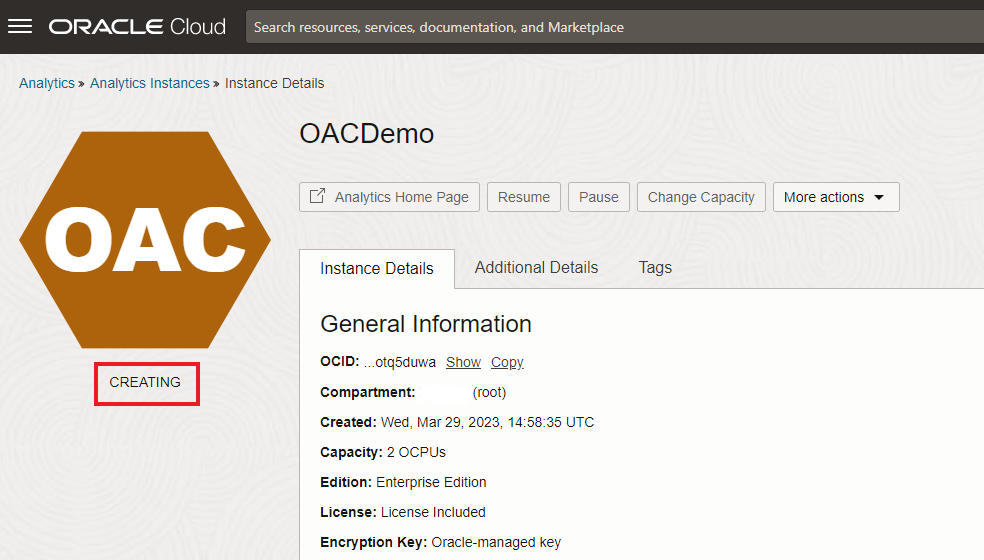 ORACLE Cloud
Search resources, services, documentation, and Marketplace
Analytics » Analytics Instances » Instance Details
OAC
CREATING
OACDemo
Analytics Home Page Resume Pause Change Capacity More actions
Instance Details Additional Details Tags
General Information
OCID: ...otq5duwa Show Copy
Compartment: (root)
Created: Wed, Mar 29, 2023, 14:58:35 UTC
Capacity: 2 OCPUs
Edition: Enterprise Edition
License: License Included
Encryption Key: Oracle-managed key